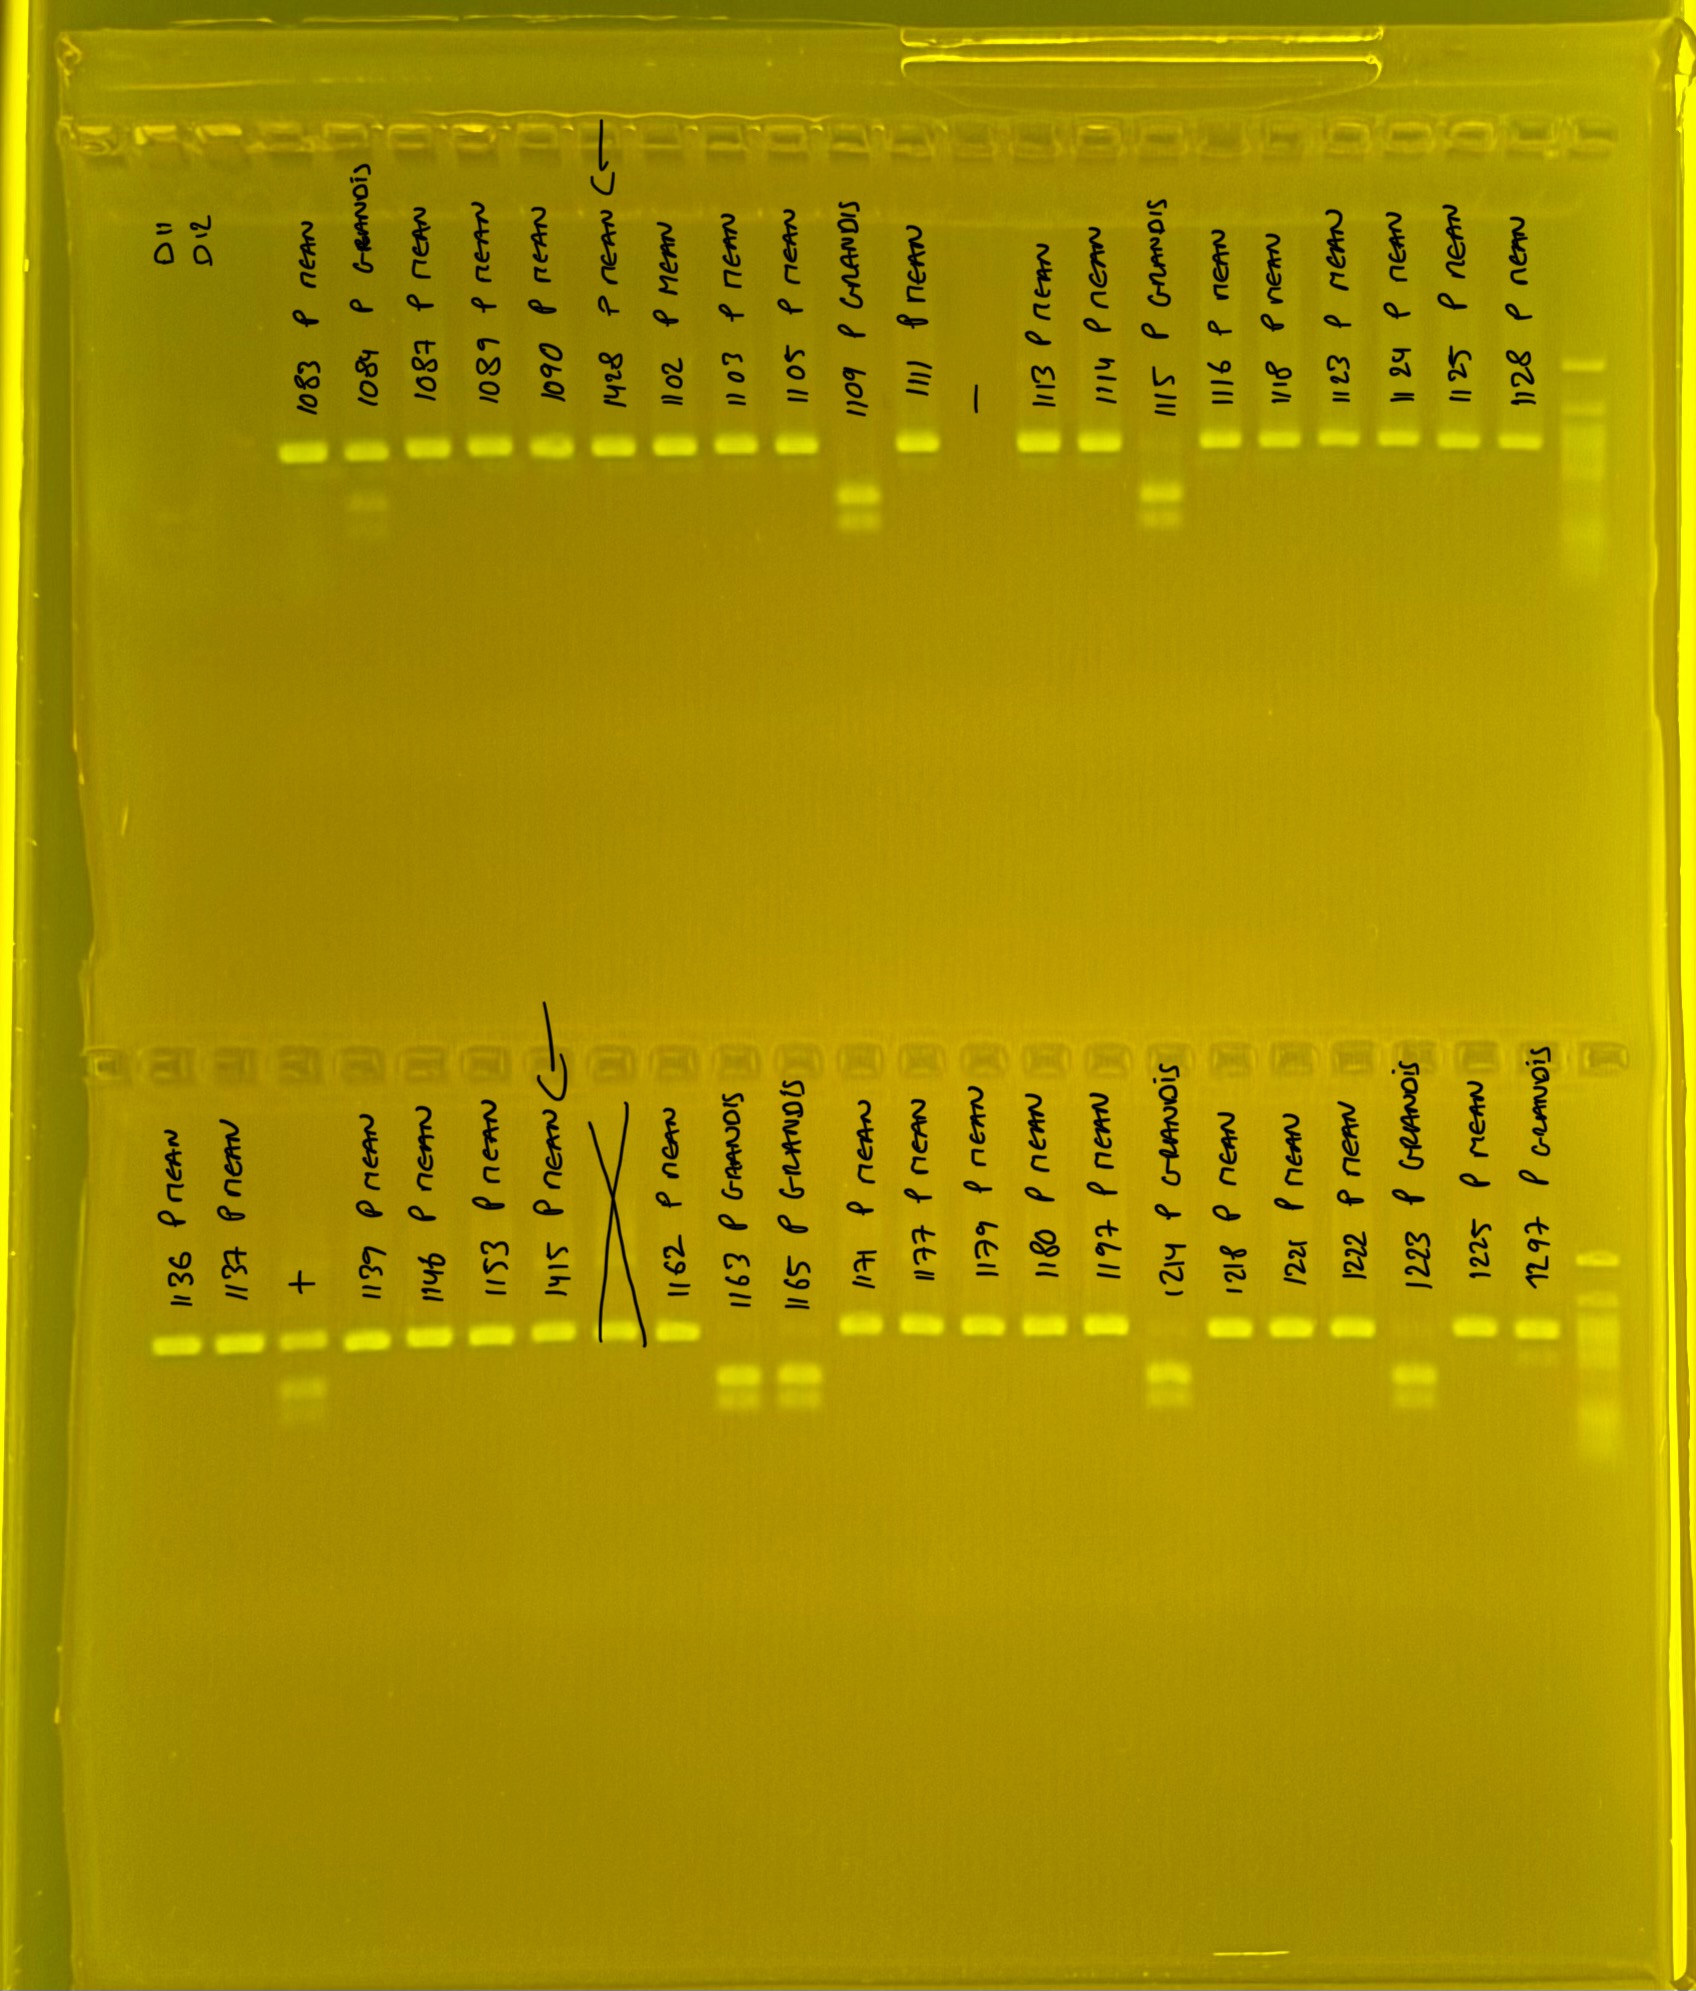 D11
D12
1083 P MEAN
1084 P GRANDIS
1087 P MEAN
1089 P MEAN
1090 P MEAN
1428 P MEAN
1102 P MEAN
1103 P MEAN
1105 P MEAN
1109 P GRANDIS
1111 P MEAN
–
1113 P MEAN
1114 P MEAN
1115 P GRANDIS
1116 P MEAN
1118 P MEAN
1123 P MEAN
1124 P MEAN
1125 P MEAN
1128 P MEAN
1136 P MEAN
1137 P MEAN
+
1139 P MEAN
1146 P MEAN
1153 P MEAN
1415 P MEAN
1162 P MEAN
1163 P GRANDIS
1165 P GRANDIS
1171 P MEAN
1177 P MEAN
1179 P MEAN
1180 P MEAN
1197 P MEAN
1214 P GRANDIS
1218 P MEAN
1221 P MEAN
1222 P MEAN
1223 P GRANDIS
1225 P MEAN
1297 P GRANDIS